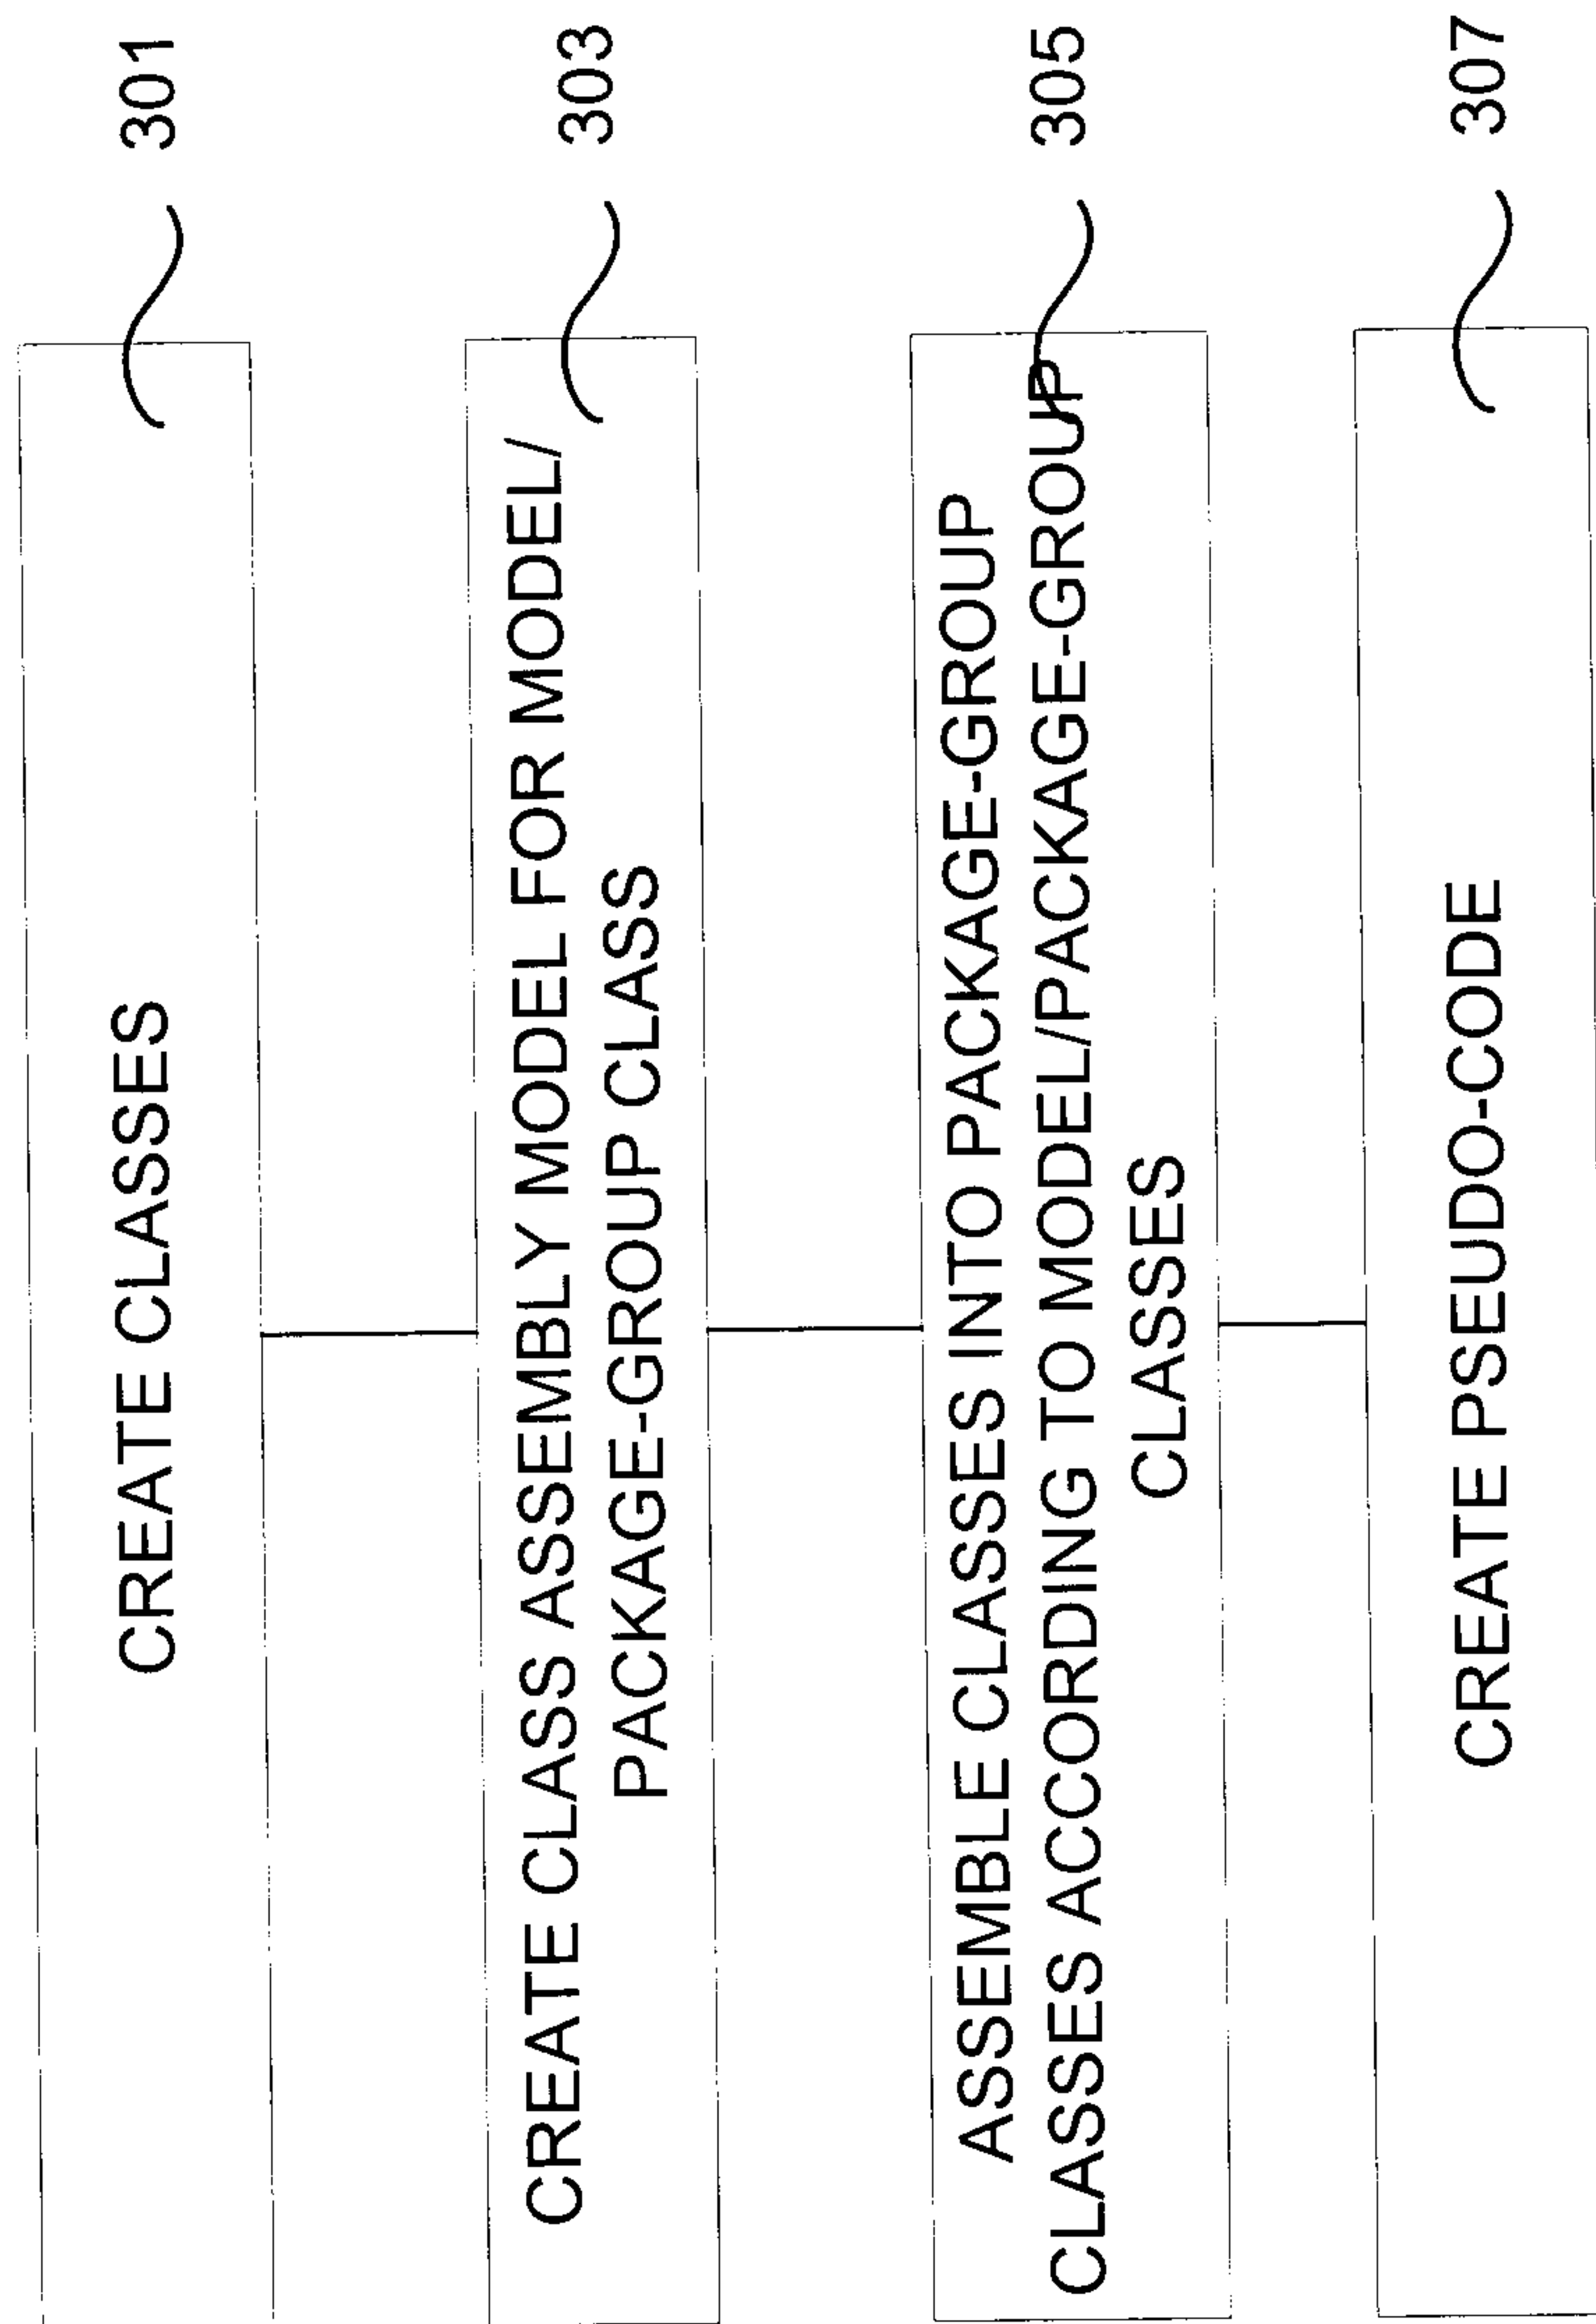 CREATE CLASSES
301
CREATE CLASS ASSEMBLY MODEL FOR MODEL/
PACKAGE-GROUP CLASS
303
ASSEMBLE CLASSES INTO PACKAGE-GROUP
CLASSES ACCORDING TO MODEL/PACKAGE-GROUP
CLASSES
305
CREATE PSEUDO-CODE
307